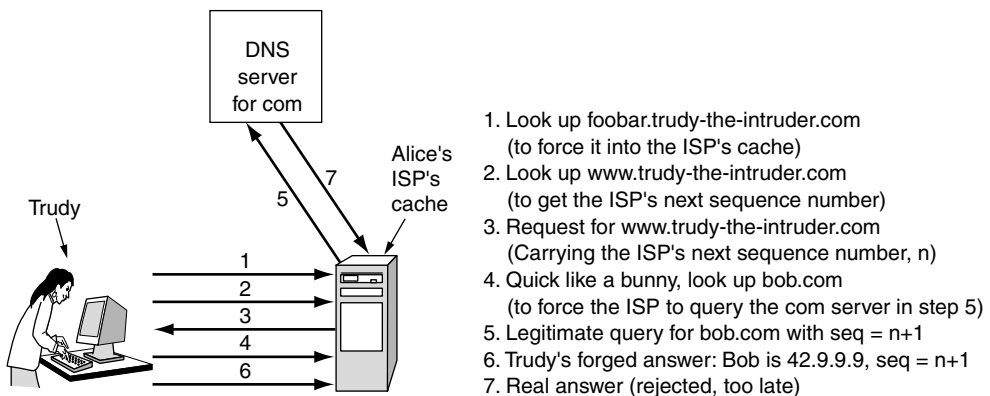 DNS
server
for com
Alice's
ISP's
cache
Trudy
5
7
1
2
3
4
6
1. Look up foobar.trudy-the-intruder.com
(to force it into the ISP's cache)
2. Look up www.trudy-the-intruder.com
(to get the ISP's next sequence number)
3. Request for www.trudy-the-intruder.com
(Carrying the ISP's next sequence number, n)
4. Quick like a bunny, look up bob.com
(to force the ISP to query the com server in step 5)
5. Legitimate query for bob.com with seq = n+1
6. Trudy's forged answer: Bob is 42.9.9.9, seq = n+1
7. Real answer (rejected, too late)